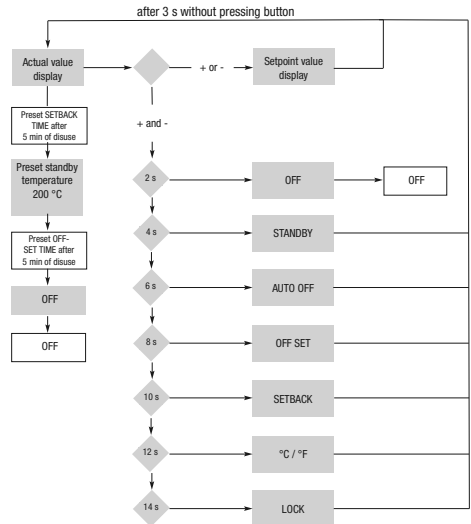 after 3 s without pressing button
Actual value
display
+ or -
Setpoint value
display
Preset SETBACK
TIME after
5 min of disuse
+ and -
Preset standby
temperature
200 °C
2 s
OFF
OFF
Preset OFF-
SET TIME after
5 min of disuse
4 s
STANDBY
OFF
6 s
AUTO OFF
OFF
8 s
OFF SET
10 s
SETBACK
12 s
°C / °F
14 s
LOCK